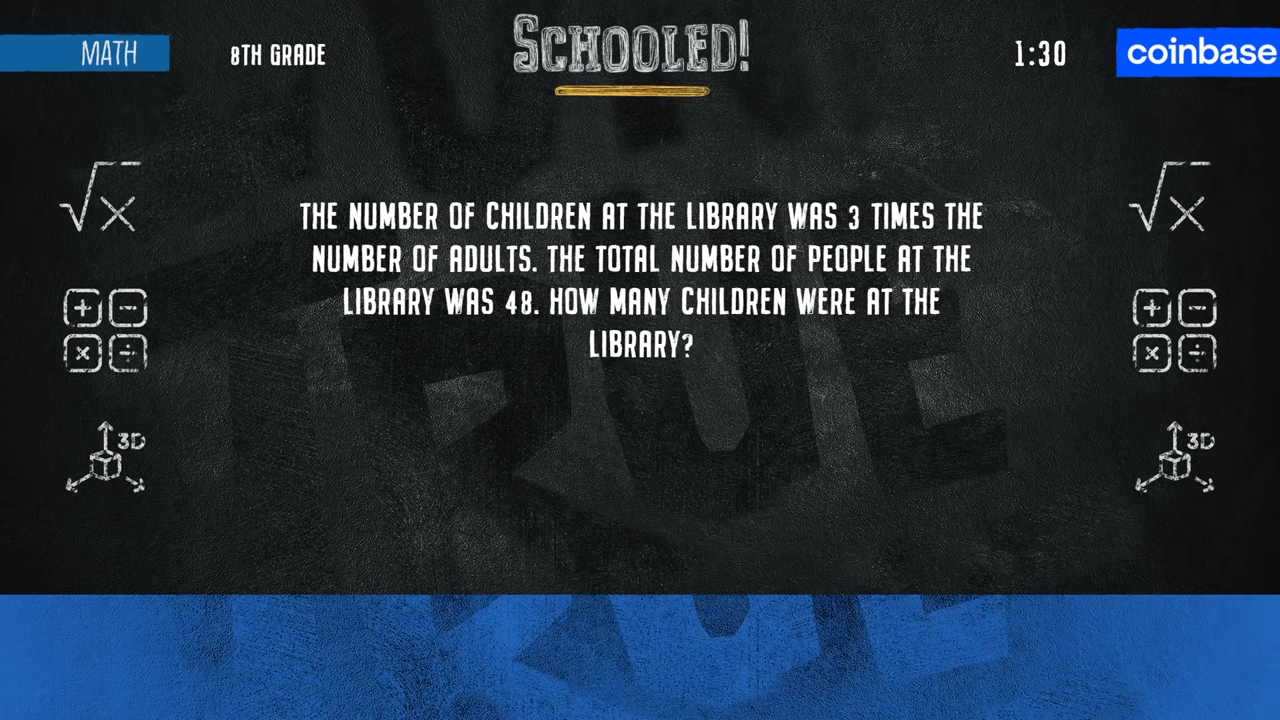 MATH
8TH GRADE
SCHOOLED!
1:30
coinbase
THE NUMBER OF CHILDREN AT THE LIBRARY WAS 3 TIMES THE
NUMBER OF ADULTS. THE TOTAL NUMBER OF PEOPLE AT THE
LIBRARY WAS 48. HOW MANY CHILDREN WERE AT THE
LIBRARY?
√x
√x
+ -
+ -
× ÷
× ÷
3D
3D
TRUE